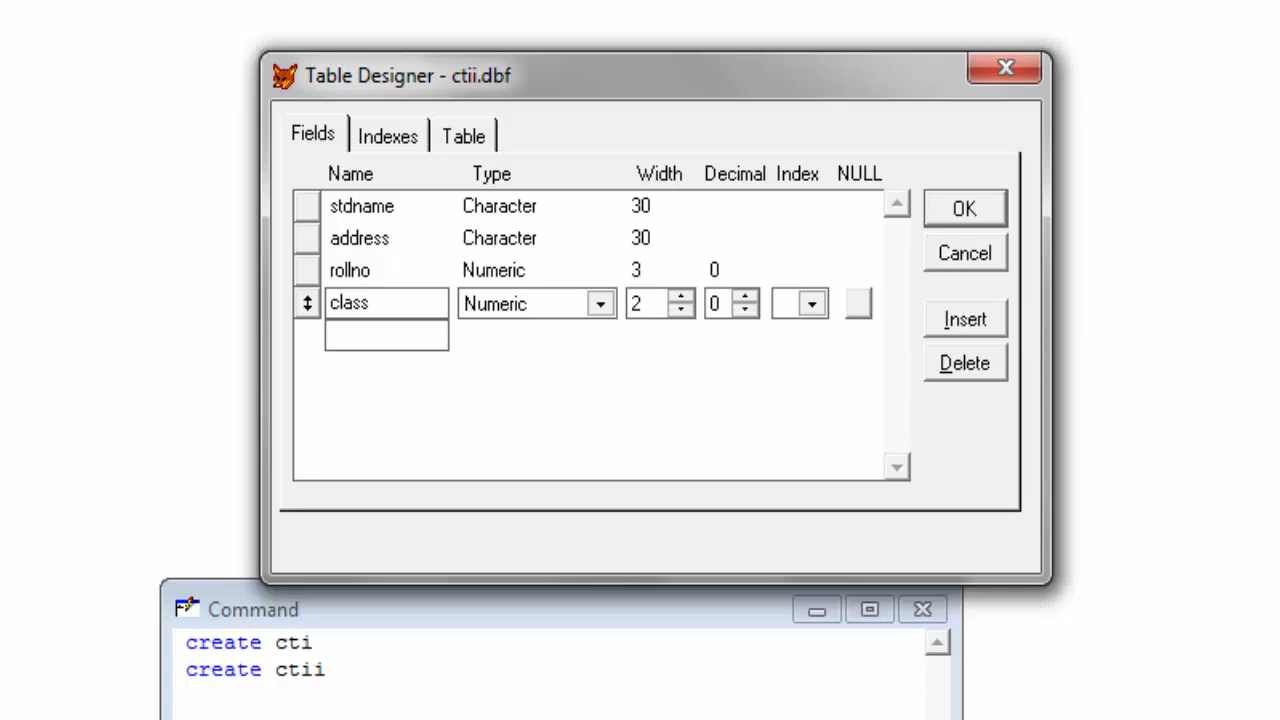 Table Designer - ctii.dbf
Fields Indexes Table
Name Type Width Decimal Index NULL
stdname Character 30
address Character 30
rollno Numeric 3 0
class Numeric 2 0
OK
Cancel
Insert
Delete
Command
create cti
create ctii